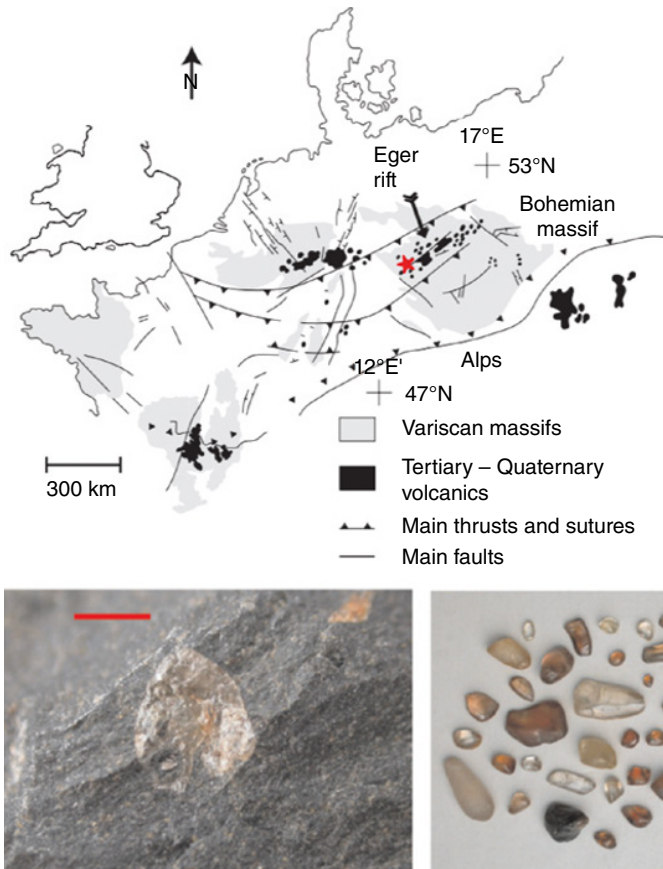 N
17°E
53°N
Eger
rift
Bohemian
massif
Alps
12°E'
47°N
300 km
Variscan massifs
Tertiary – Quaternary
volcanics
Main thrusts and sutures
Main faults